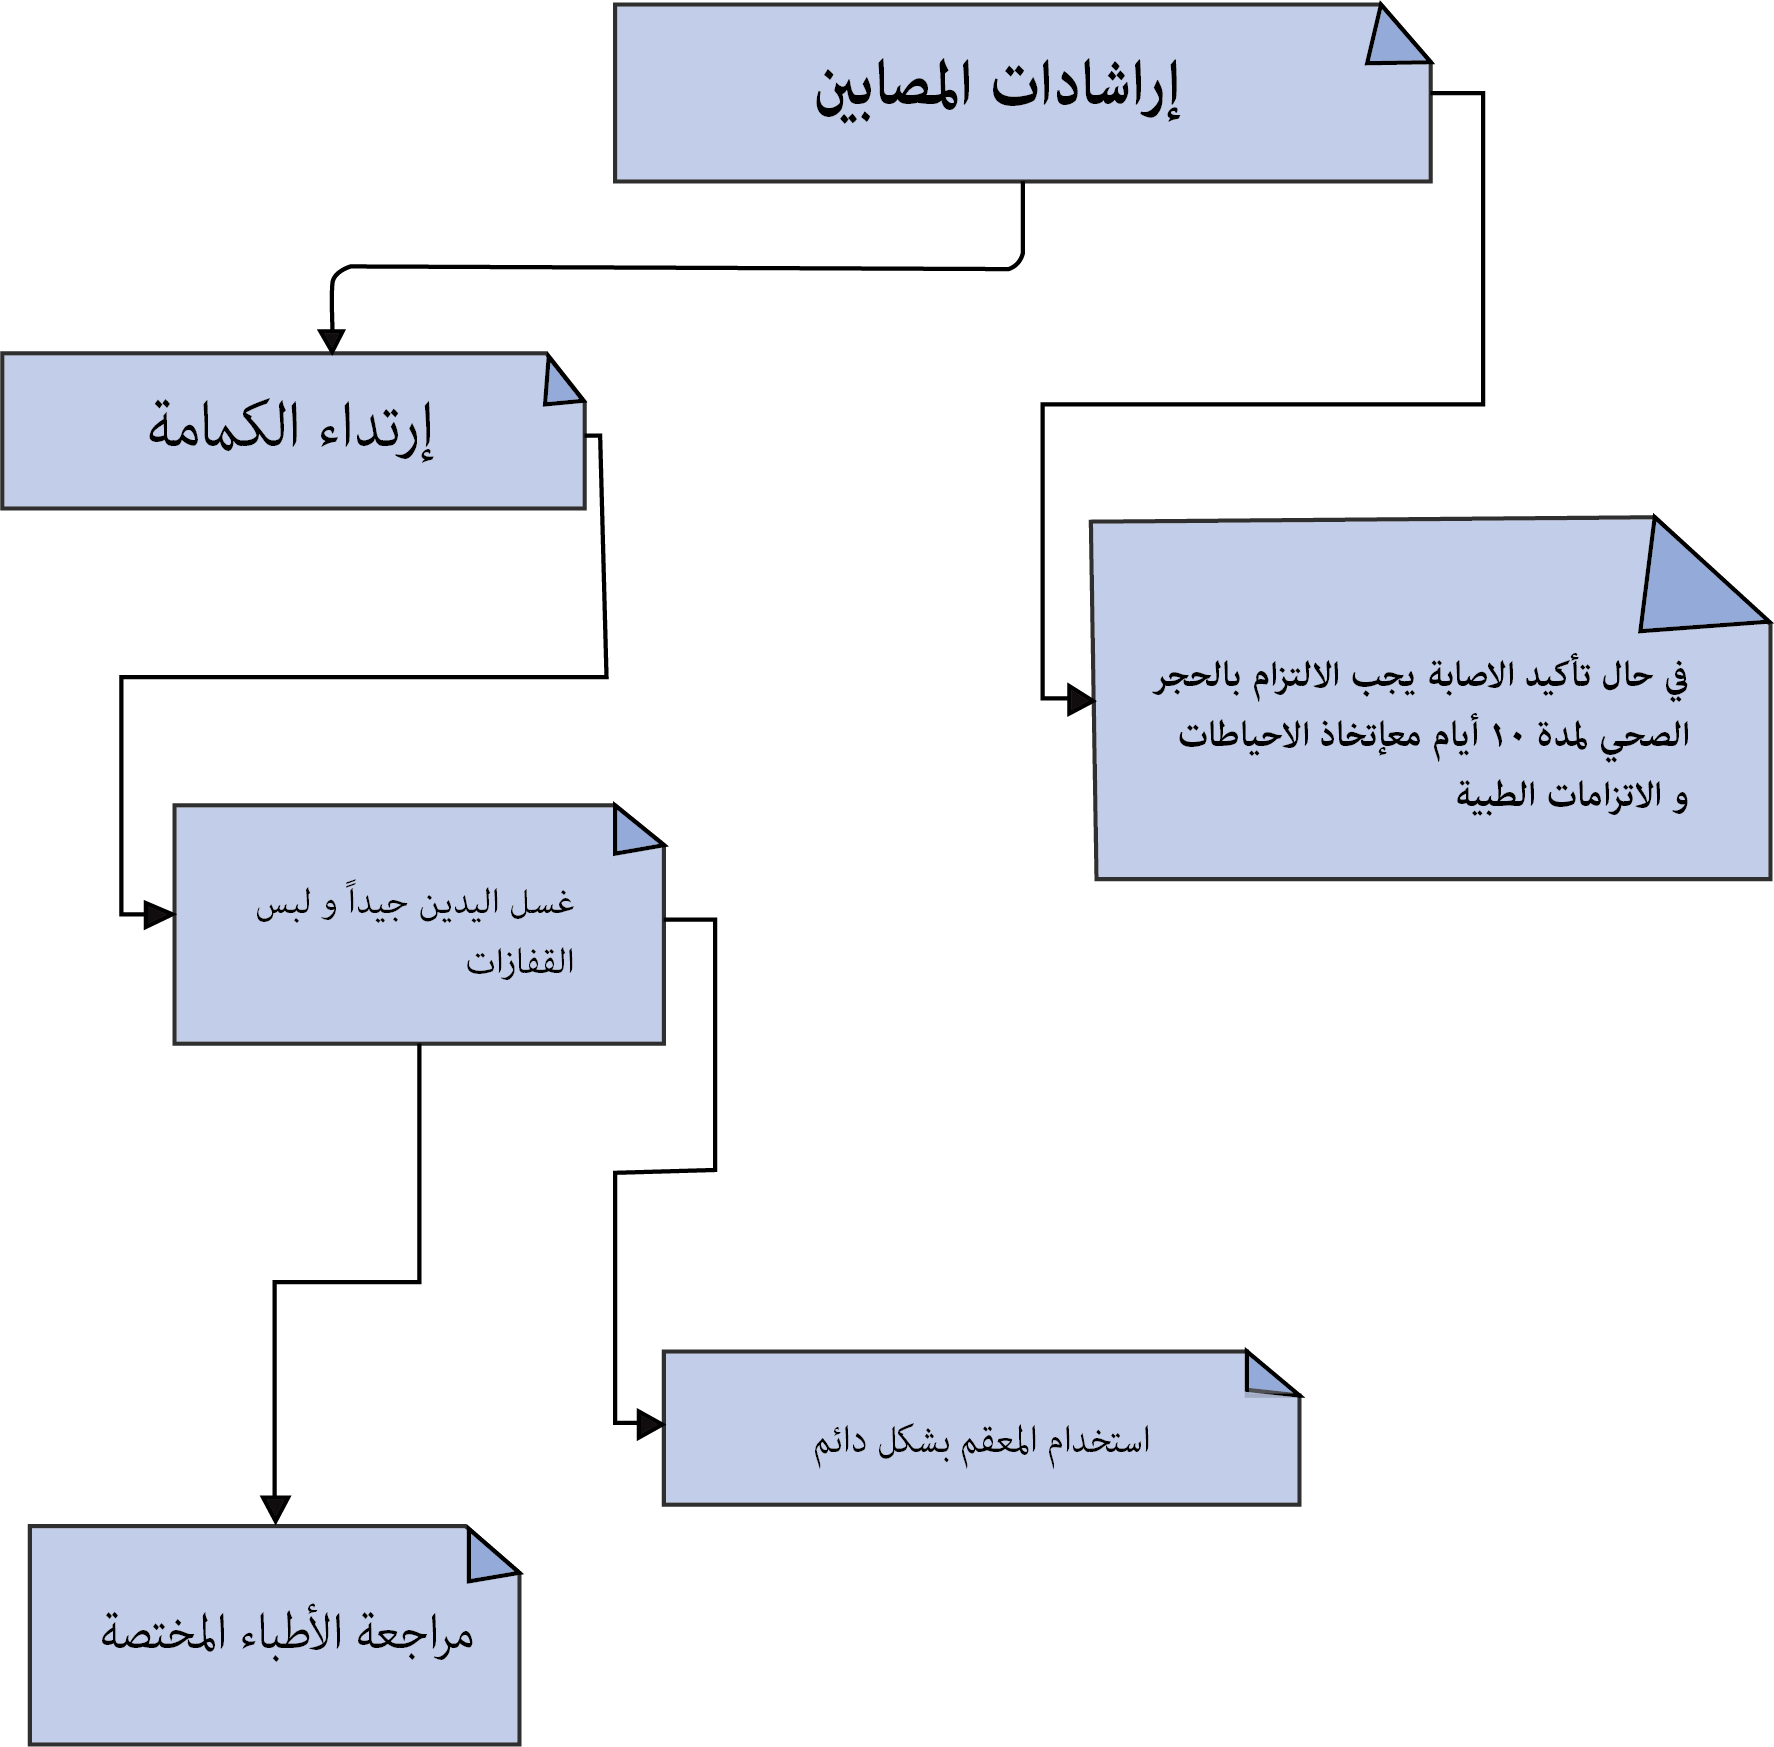 إراشادات المصابين
إرتداء الكمامة
في حال تأكيد الاصابة يجب الالتزام بالحجر
الصحي لمدة ١٠ أيام معإتخاذ الاحياطات
و الاتزامات الطبية
غسل اليدين جيداً و لبس
القفازات
استخدام المعقم بشكل دائم
مراجعة الأطباء المختصة